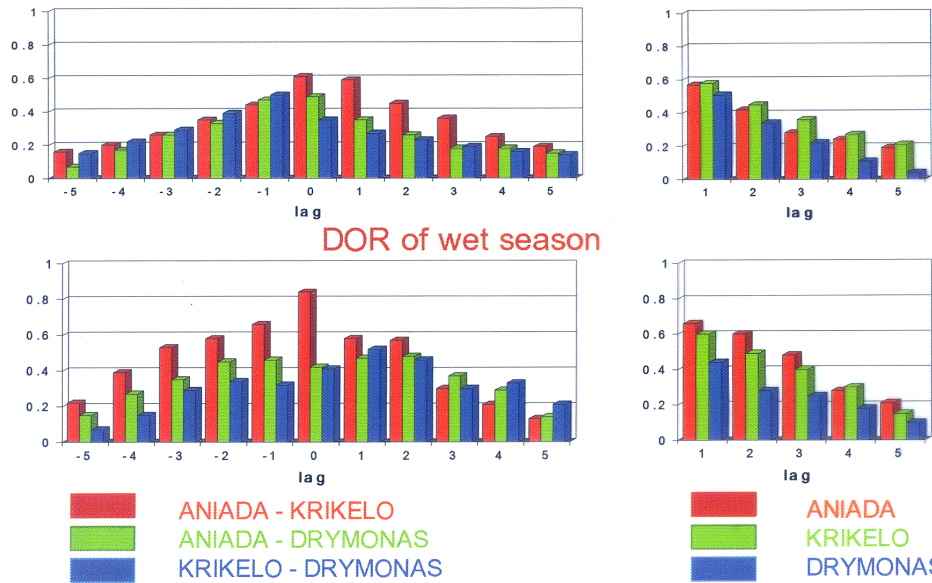 1
0.8
0.6
0.4
0.2
0
-5 -4 -3 -2 -1 0 1 2 3 4 5
lag
1
0.8
0.6
0.4
0.2
0
1 2 3 4 5
lag
DOR of wet season
1
0.8
0.6
0.4
0.2
0
-5 -4 -3 -2 -1 0 1 2 3 4 5
lag
1
0.8
0.6
0.4
0.2
0
1 2 3 4 5
lag
ANIADA - KRIKELO
ANIADA - DRYMONAS
KRIKELO - DRYMONAS
ANIADA
KRIKELO
DRYMONAS